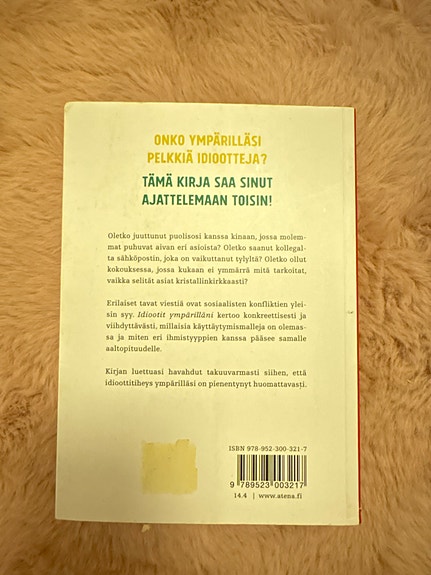 ONKO YMPÄRILLÄSI
PELKKIÄ IDIOOTTEJA?
TÄMÄ KIRJA SAA SINUT
AJATTELEMAAN TOISIN!
Oletko juuttunut puolisosi kanssa kinaan, jossa molem-
mat puhuvat aivan eri asioista? Oletko saanut kollegal-
ta sähköpostin, joka on vaikuttanut tylyltä? Oletko ollut
kokouksessa, jossa kukaan ei ymmärrä mitä tarkoitat,
vaikka selität asiat kristallinkirkkaasti?
Erilaiset tavat viestiä ovat sosiaalisten konfliktien ylei-
sin syy. Idiootit ympärilläni kertoo konkreettisesti ja
viihdyttävästi, millaisia käyttäytymismalleja on olemas-
sa ja miten eri ihmistyyppien kanssa pääsee samalle
aaltopituudelle.
Kirjan luettuasi havahdut takuuvarmasti siihen, että
idioottitiheys ympärilläsi on pienentynyt huomattavasti.
ISBN 978-952-300-321-7
9 789523 003217
14.4 | www.atena.fi